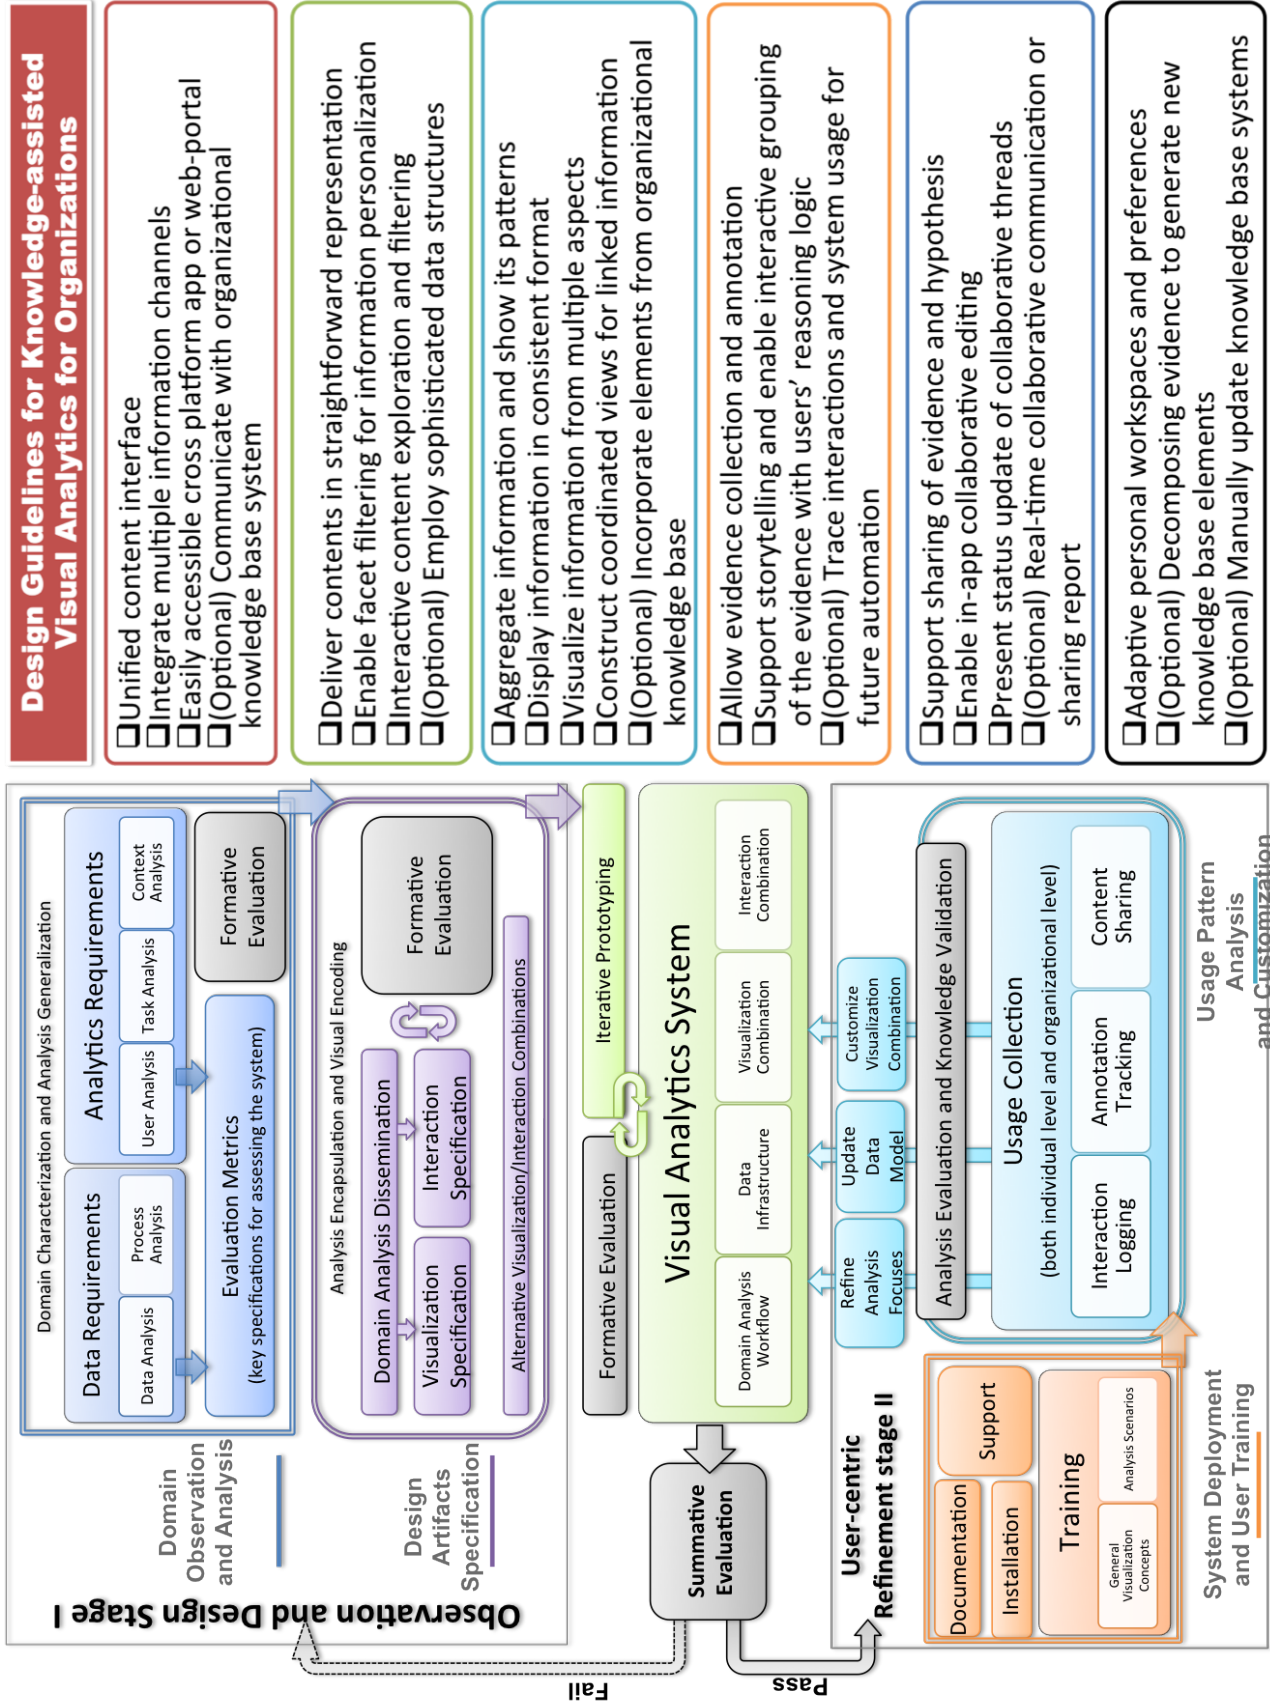 Design Guidelines for Knowledge-assisted
Visual Analytics for Organizations
❑Unified content interface
❑Integrate multiple information channels
❑Easily accessible cross platform app or web-portal
❑(Optional) Communicate with organizational
knowledge base system
❑Deliver contents in straightforward representation
❑Enable facet filtering for information personalization
❑Interactive content exploration and filtering
❑(Optional) Employ sophisticated data structures
❑Aggregate information and show its patterns
❑Display information in consistent format
❑Visualize information from multiple aspects
❑Construct coordinated views for linked information
❑(Optional) Incorporate elements from organizational
knowledge base
❑Allow evidence collection and annotation
❑Support storytelling and enable interactive grouping
of the evidence with users' reasoning logic
❑(Optional) Trace interactions and system usage for
future automation
❑Support sharing of evidence and hypothesis
❑Enable in-app collaborative editing
❑Present status update of collaborative threads
❑(Optional) Real-time collaborative communication or
sharing report
❑Adaptive personal workspaces and preferences
❑(Optional) Decomposing evidence to generate new
knowledge base elements
❑(Optional) Manually update knowledge base systems
Observation and Design Stage I
Domain
Observation
and Analysis
Domain Characterization and Analysis Generalization
Data Requirements
Data Analysis
Process
Analysis
Analytics Requirements
User Analysis
Task Analysis
Context
Analysis
Evaluation Metrics
(key specifications for assessing the system)
Formative
Evaluation
Design
Artifacts
Specification
Analysis Encapsulation and Visual Encoding
Domain Analysis Dissemination
Visualization
Specification
Interaction
Specification
Formative
Evaluation
Alternative Visualization/Interaction Combinations
Formative Evaluation
Iterative Prototyping
Visual Analytics System
Domain Analysis
Workflow
Data
Infrastructure
Visualization
Combination
Interaction
Combination
Summative
Evaluation
Fail
Pass
User-centric
Refinement stage II
Refine
Analysis
Focuses
Update
Data
Model
Customize
Visualization
Combination
Analysis Evaluation and Knowledge Validation
Usage Collection
(both individual level and organizational level)
Interaction
Logging
Annotation
Tracking
Content
Sharing
Usage Pattern
Analysis
and Customization
Documentation
Installation
Support
Training
General
Visualization
Concepts
Analysis Scenarios
System Deployment
and User Training